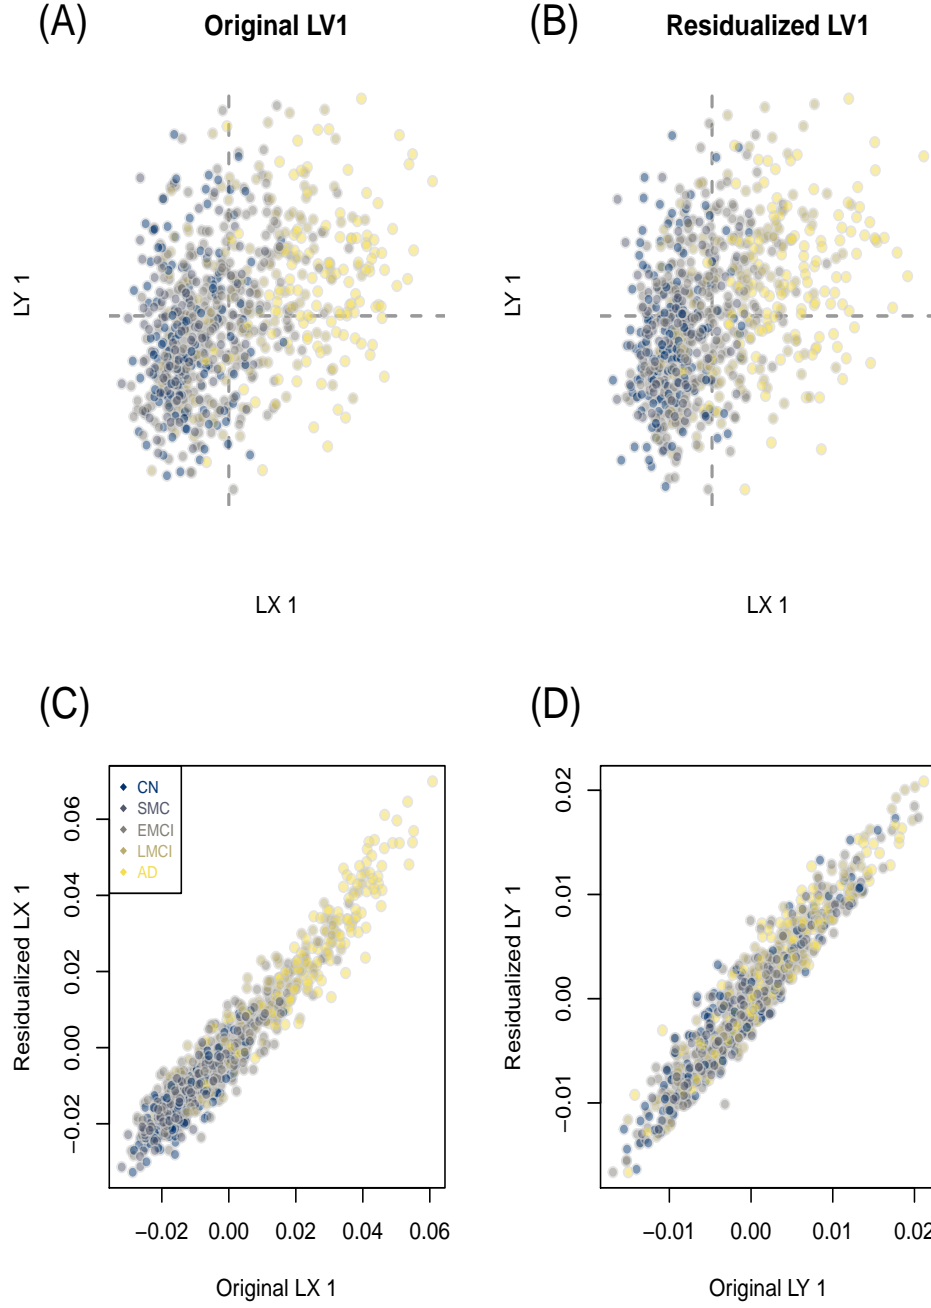 (A) Original LV1
(B) Residualized LV1
LY 1
LX 1
LY 1
LX 1
(C)
CN
SMC
EMCI
LMCI
AD
Residualized LX 1
−0.02 0.00 0.02 0.04 0.06
−0.02 0.00 0.02 0.04 0.06
Original LX 1
(D)
Residualized LY 1
−0.01 0.00 0.01 0.02
−0.01 0.00 0.01 0.02
Original LY 1